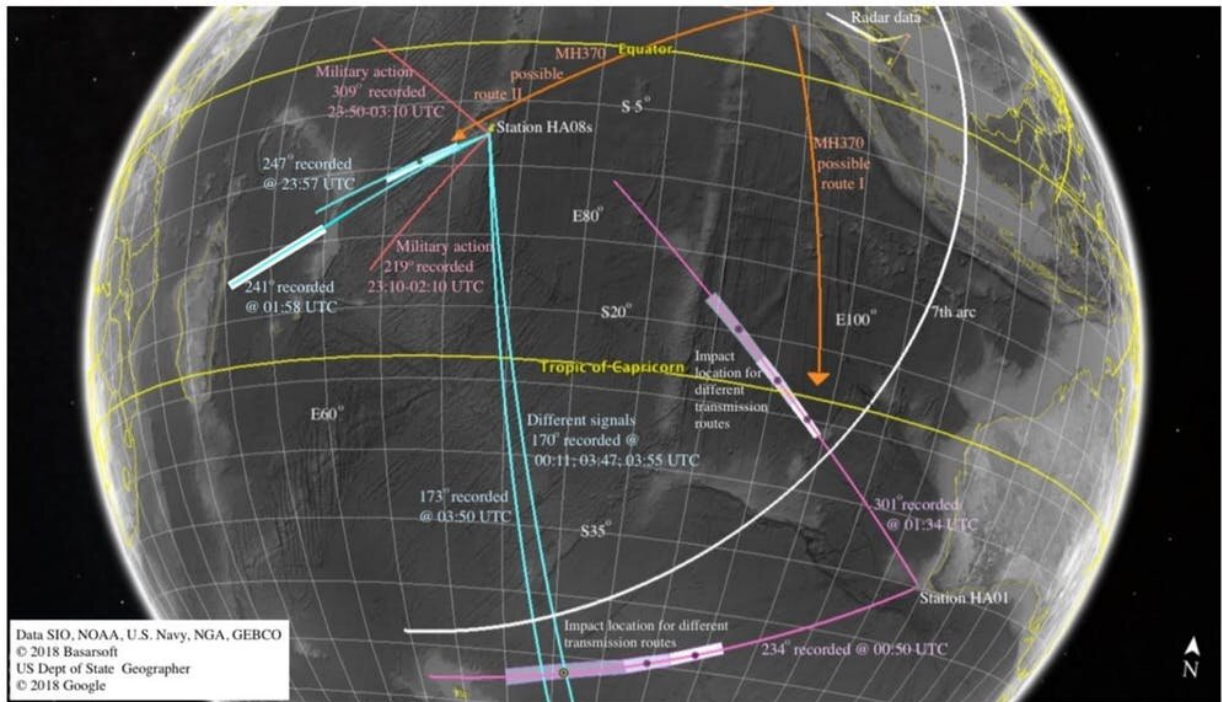 Radar data
Equator
MH370
possible
route II
Military action
309° recorded
23:50-03:10 UTC
S 5°
Station HA08s
MH370
possible
route I
247° recorded
@ 23:57 UTC
E80°
Military action
219° recorded
23:10-02:10 UTC
241° recorded
@ 01:58 UTC
S20°
E100°
7th arc
Impact
location for
different
transmission
routes
Tropic of Capricorn
E60°
Different signals
170° recorded @
00:11; 03:47; 03:55 UTC
173° recorded
@ 03:50 UTC
301° recorded
@ 01:34 UTC
S35°
Station HA01
Impact location for different
transmission routes
234° recorded @ 00:50 UTC
Data SIO, NOAA, U.S. Navy, NGA, GEBCO
© 2018 Basarsoft
US Dept of State Geographer
© 2018 Google
N